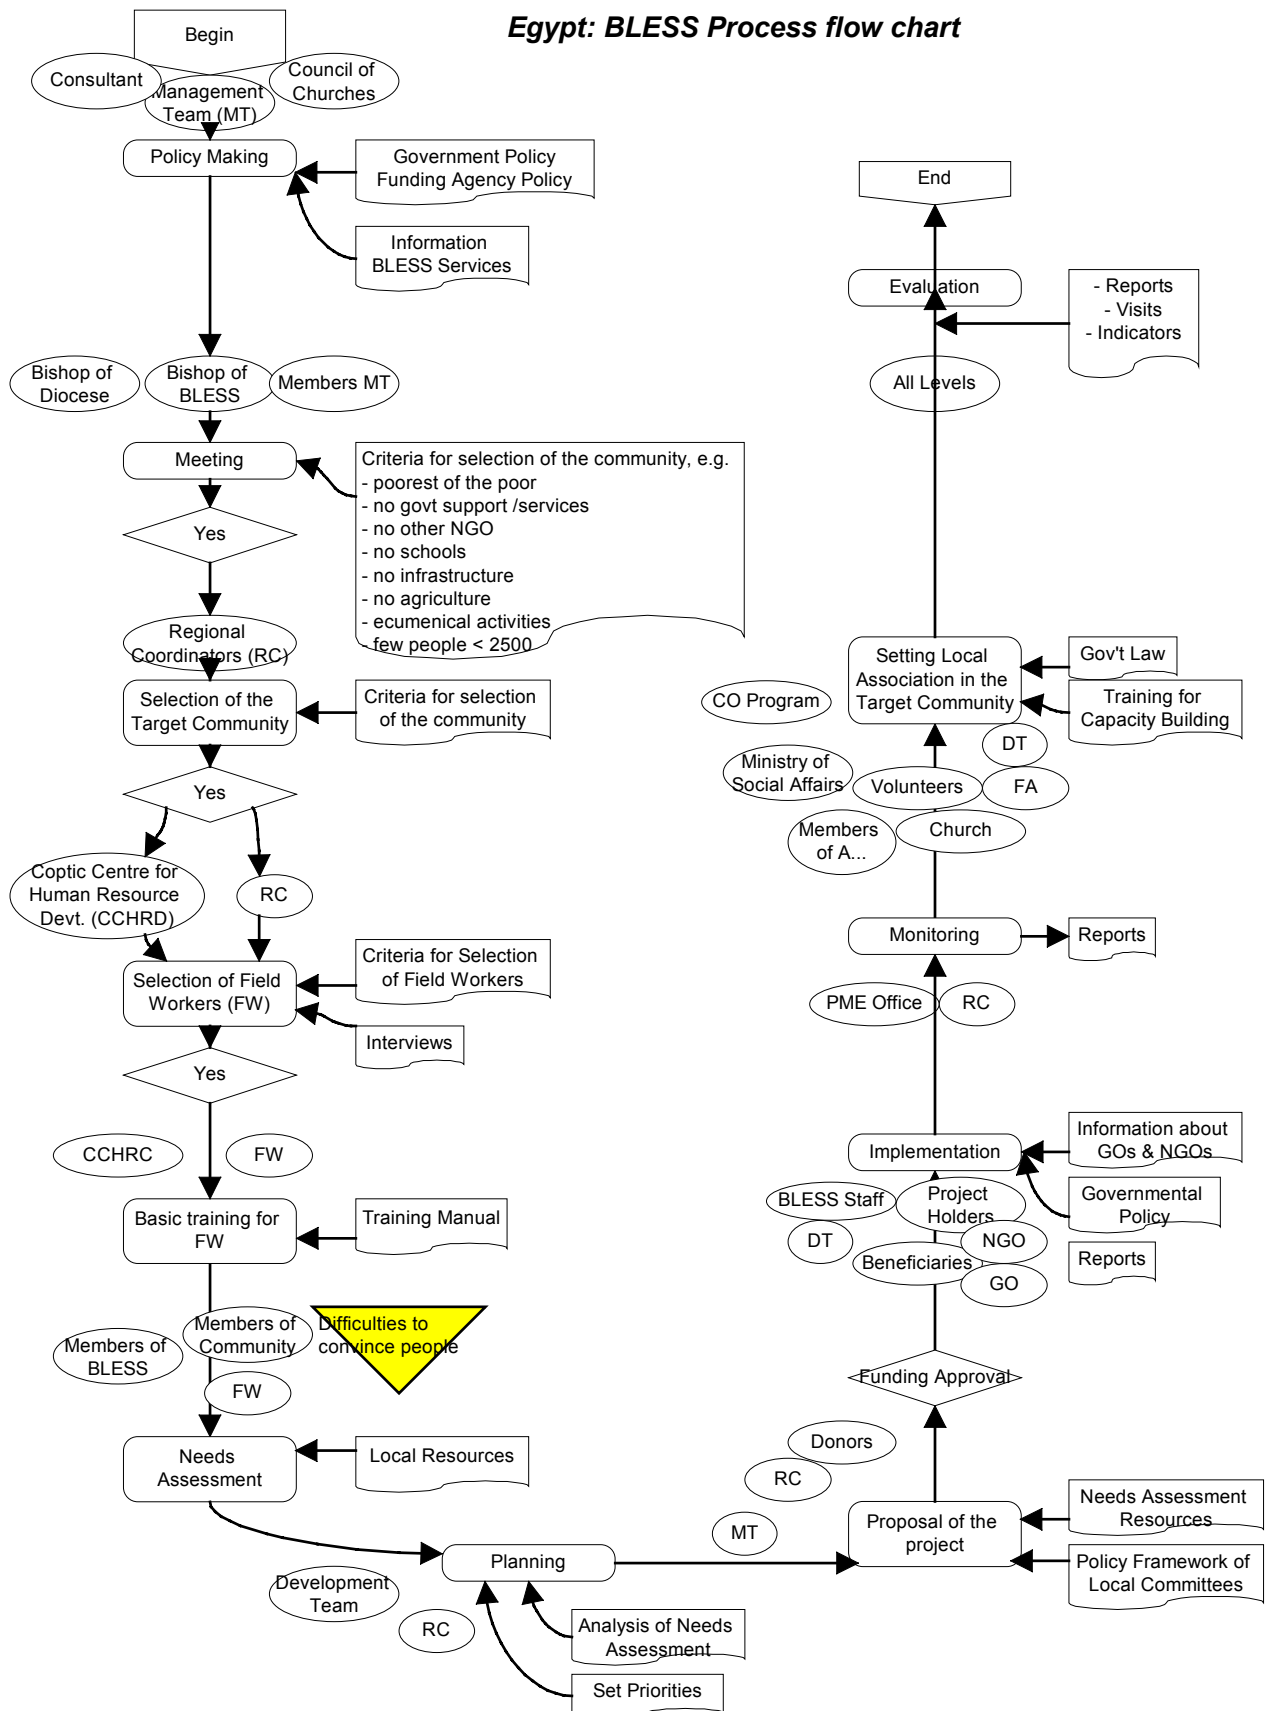 Egypt: BLESS Process flow chart
Begin
Consultant
Council of
Churches
Management
Team (MT)
Policy Making
Government Policy
Funding Agency Policy
Information
BLESS Services
Bishop of
Diocese
Bishop of
BLESS
Members MT
Meeting
Criteria for selection of the community, e.g.
- poorest of the poor
- no govt support /services
- no other NGO
- no schools
- no infrastructure
- no agriculture
- ecumenical activities
- few people < 2500
Yes
Regional
Coordinators (RC)
Selection of the
Target Community
Criteria for selection
of the community
Yes
Coptic Centre for
Human Resource
Devt. (CCHRD)
RC
Selection of Field
Workers (FW)
Criteria for Selection
of Field Workers
Interviews
Yes
CCHRC
FW
Basic training for
FW
Training Manual
Members of
BLESS
Members of
Community
Difficulties to
convince people
FW
Needs
Assessment
Local Resources
Planning
Development
Team
RC
Analysis of Needs
Assessment
Set Priorities
MT
RC
Donors
Proposal of the
project
Needs Assessment
Resources
Policy Framework of
Local Committees
Funding Approval
BLESS Staff
Project
Holders
DT
NGO
Beneficiaries
GO
Implementation
Information about
GOs & NGOs
Governmental
Policy
Reports
PME Office
RC
Monitoring
Reports
Members
of A...
Church
Ministry of
Social Affairs
Volunteers
FA
DT
CO Program
Setting Local
Association in the
Target Community
Gov't Law
Training for
Capacity Building
All Levels
Evaluation
- Reports
- Visits
- Indicators
End